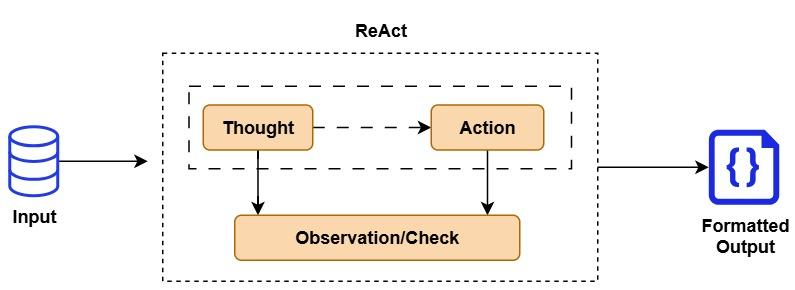 ReAct
Thought
Action
Input
Observation/Check
{}
Formatted
Output